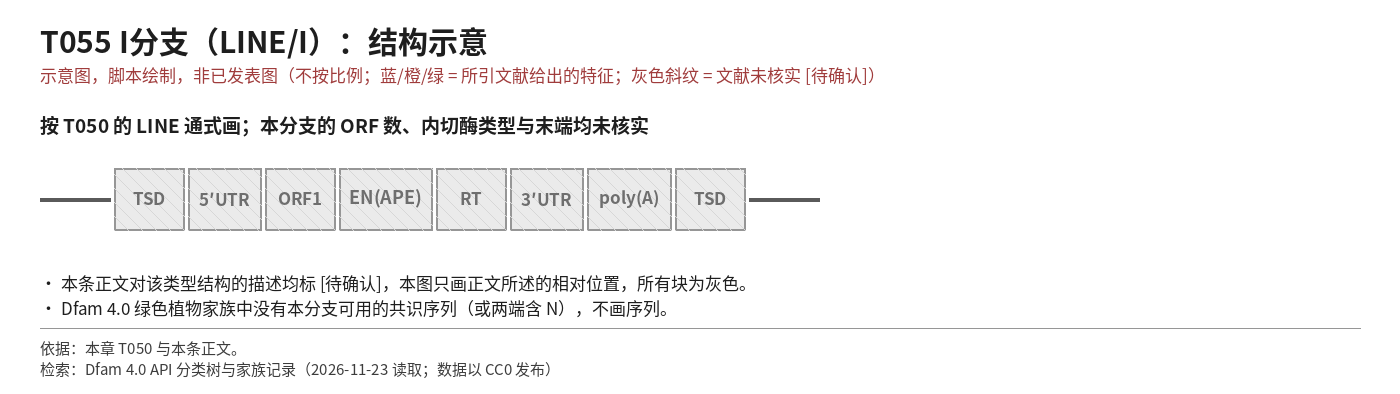 T055 I分支（LINE/I）：结构示意
示意图，脚本绘制，非已发表图（不按比例；蓝/橙/绿 = 所引文献给出的特征；灰色斜纹 = 文献未核实 [待确认]）
按 T050 的 LINE 通式画；本分支的 ORF 数、内切酶类型与末端均未核实
TSD 5′UTR ORF1 EN(APE) RT 3′UTR poly(A) TSD
· 本条正文对该类型结构的描述均标 [待确认]，本图只画正文所述的相对位置，所有块为灰色。
· Dfam 4.0 绿色植物家族中没有本分支可用的共识序列（或两端含 N），不画序列。
依据：本章 T050 与本条正文。
检索：Dfam 4.0 API 分类树与家族记录（2026-11-23 读取；数据以 CC0 发布）